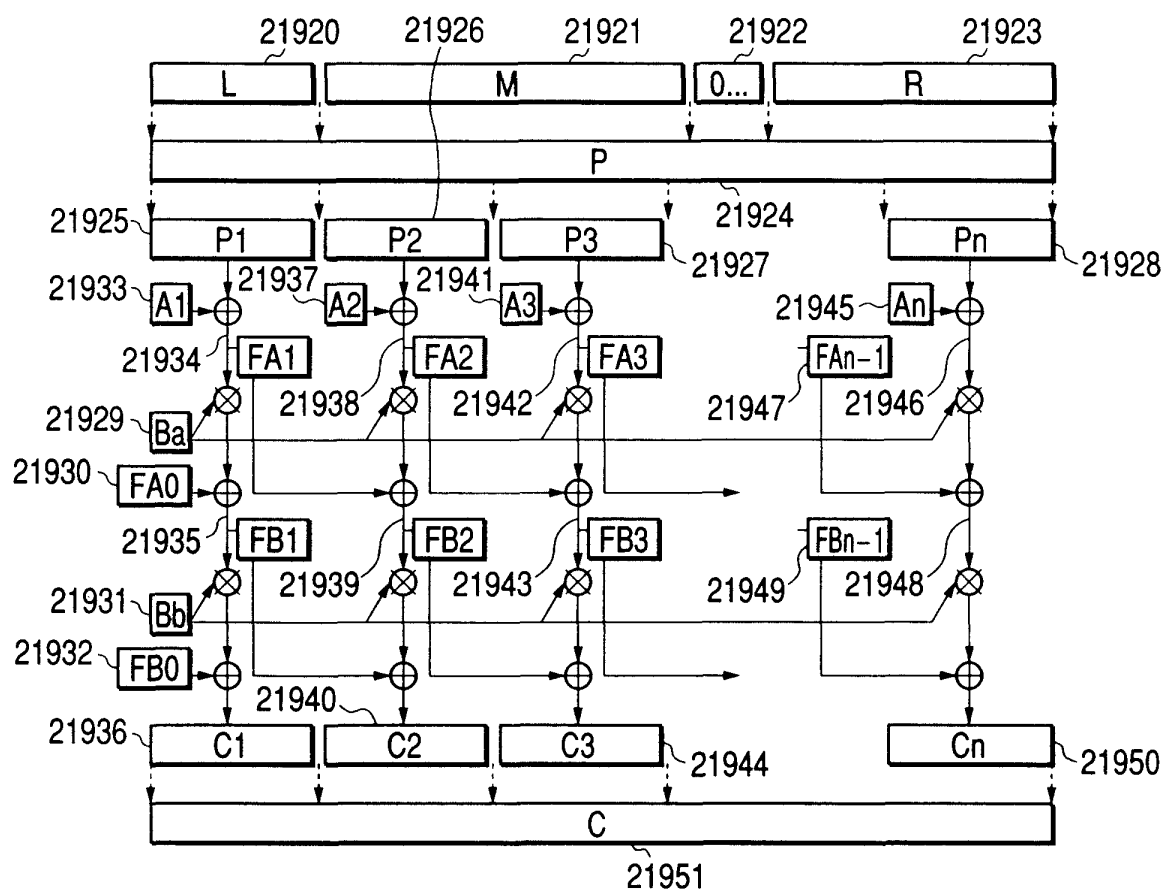 21920 21926 21921 21922 21923
L M 0... R
P
21924
21925 P1 P2 P3 21927 Pn 21928
21933 A1 21937 A2 21941 A3 21945 An
21934 FA1 21938 FA2 21942 FA3 21947 FAn-1 21946
21929 Ba
21930 FA0
21935 FB1 21939 FB2 21943 FB3 21949 FBn-1 21948
21931 Bb
21932 FB0
21940
21936 C1 C2 C3 21944 Cn 21950
C
21951